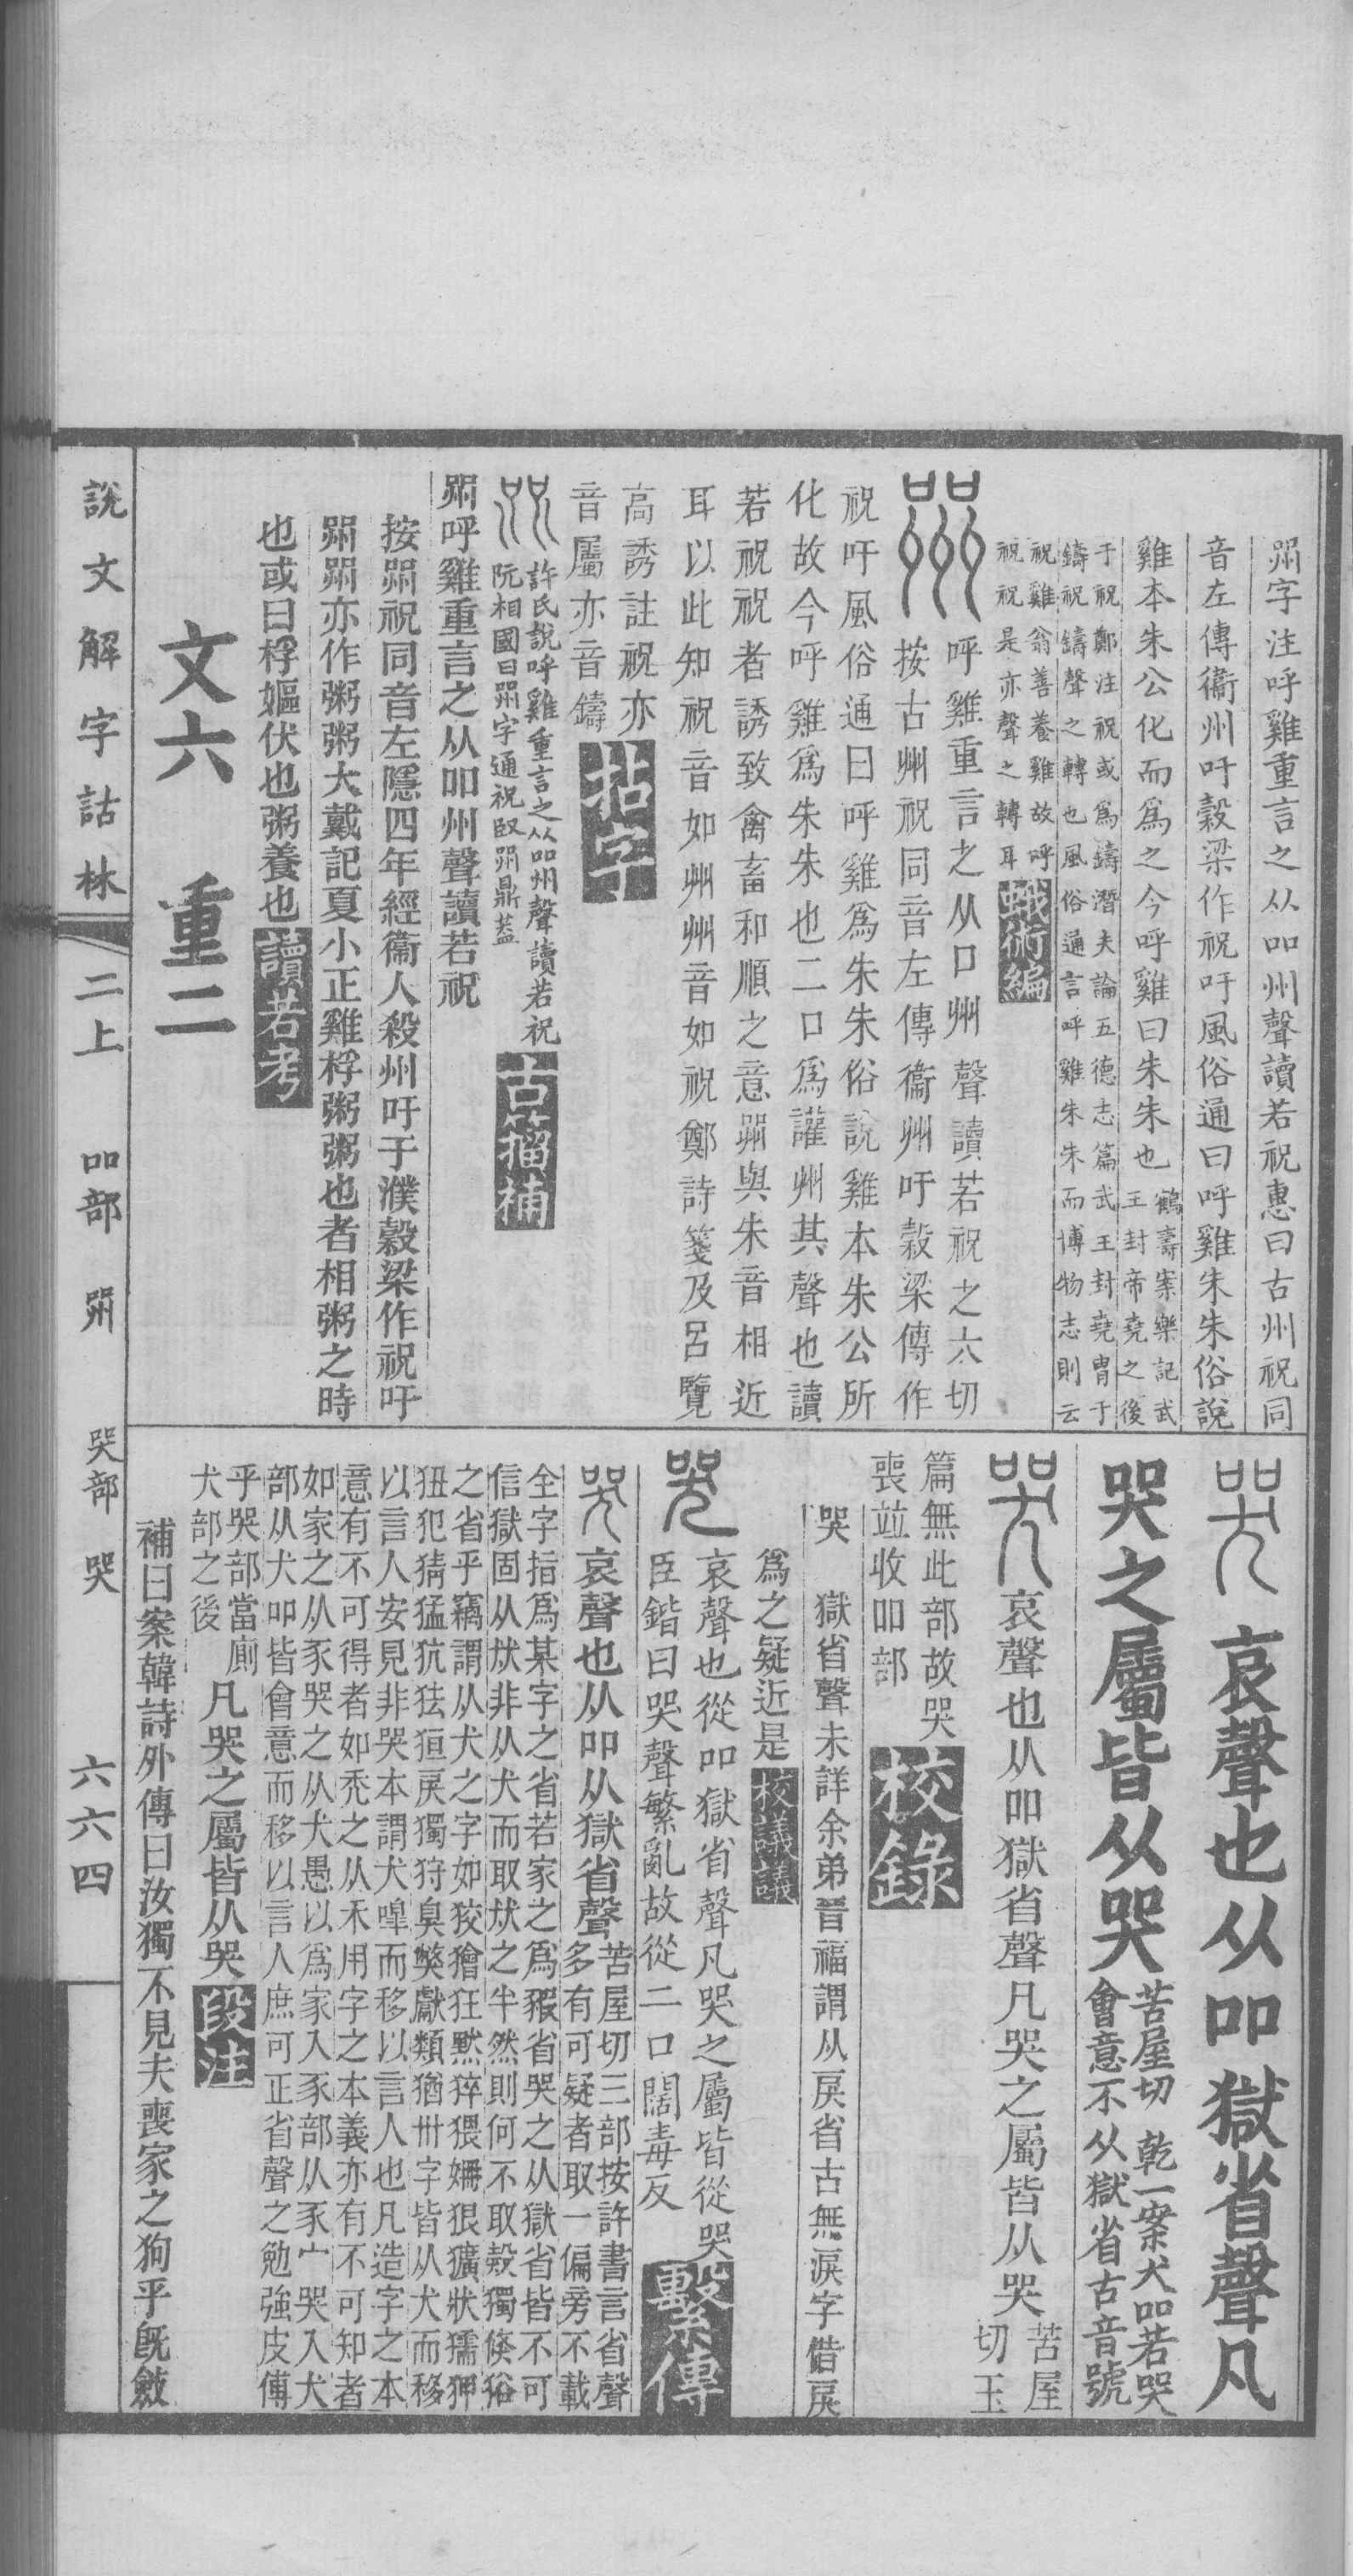 喌字注呼雞重言之从吅州聲讀若祝惠曰古州祝同
音左傳衞州吁穀梁作祝吁風俗通曰呼雞朱朱俗說
雞本朱公化而爲之今呼雞曰朱朱也鶴壽案樂記武
王封帝堯之後
于祝鄭注祝或爲鑄潛夫論五德志篇武王封堯冑于
鑄祝鑄聲之轉也風俗通言呼雞朱朱而博物志則云
祝雞翁善養雞故呼
祝祝是亦聲之轉耳蛾術編
呼雞重言之从口州聲讀若祝之六切
按古州祝同音左傳衞州吁穀梁傳作
祝吁風俗通曰呼雞爲朱朱俗說雞本朱公所
化故今呼雞爲朱朱也二口爲讙州其聲也讀
若祝祝者誘致禽畜和順之意喌與朱音相近
耳以此知祝音如州州音如祝鄭詩箋及呂覽
高誘註祝亦
音屬亦音鑄
許氏說呼雞重言之从吅州聲讀若祝
阮相國曰喌字通祝臤喌鼎蓋古籀補
喌呼雞重言之从吅州聲讀若祝
按喌祝同音左隱四年經衞人殺州吁于濮穀梁作祝吁
喌喌亦作粥粥大戴記夏小正雞桴粥粥也者相粥之時
也或曰桴嫗伏也粥養也讀若考
文六　重二
哭哀聲也从吅獄省聲凡
哭之屬皆从哭苦屋切　乾一案犬吅若哭
會意不从獄省古音號
哭哀聲也从吅獄省聲凡哭之屬皆从哭苦屋
切玉
篇無此部故哭
喪竝收吅部校錄
哭　獄省聲未詳余弟晉福謂从戾省古無淚字借戾
爲之疑近是校議議
哭哀聲也從吅獄省聲凡哭之屬皆從哭
臣鍇曰哭聲繁亂故從二口闊毒反繫傳
哭哀聲也从吅从獄省聲苦屋切三部按許書言省聲
多有可疑者取一偏旁不載
全字指爲某字之省若家之爲豭省哭之从獄省皆不可
信獄固从㹜非从犬而取㹜之半然則何不取㱿獨倏㺉
之省乎竊謂从犬之字如狡獪狂默猝猥姍狠獷狀獳狎
狃犯猜猛犺狯狟戾獨狩臭獘獻類猶卅字皆从犬而移
以言人安見非哭本謂犬嘷而移以言人也凡造字之本
意有不可得者如禿之从禾用字之本義亦有不可知者
如家之从豕哭之从犬愚以爲家入豕部从豕宀哭入犬
部从犬吅皆會意而移以言人庶可正省聲之勉強皮傅
乎哭部當廁
犬部之後凡哭之屬皆从哭段注
補曰案韓詩外傳曰汝獨不見夫喪家之狗乎旣斂
說文解字詁林　二上　吅部　喌　哭部　哭　六六四